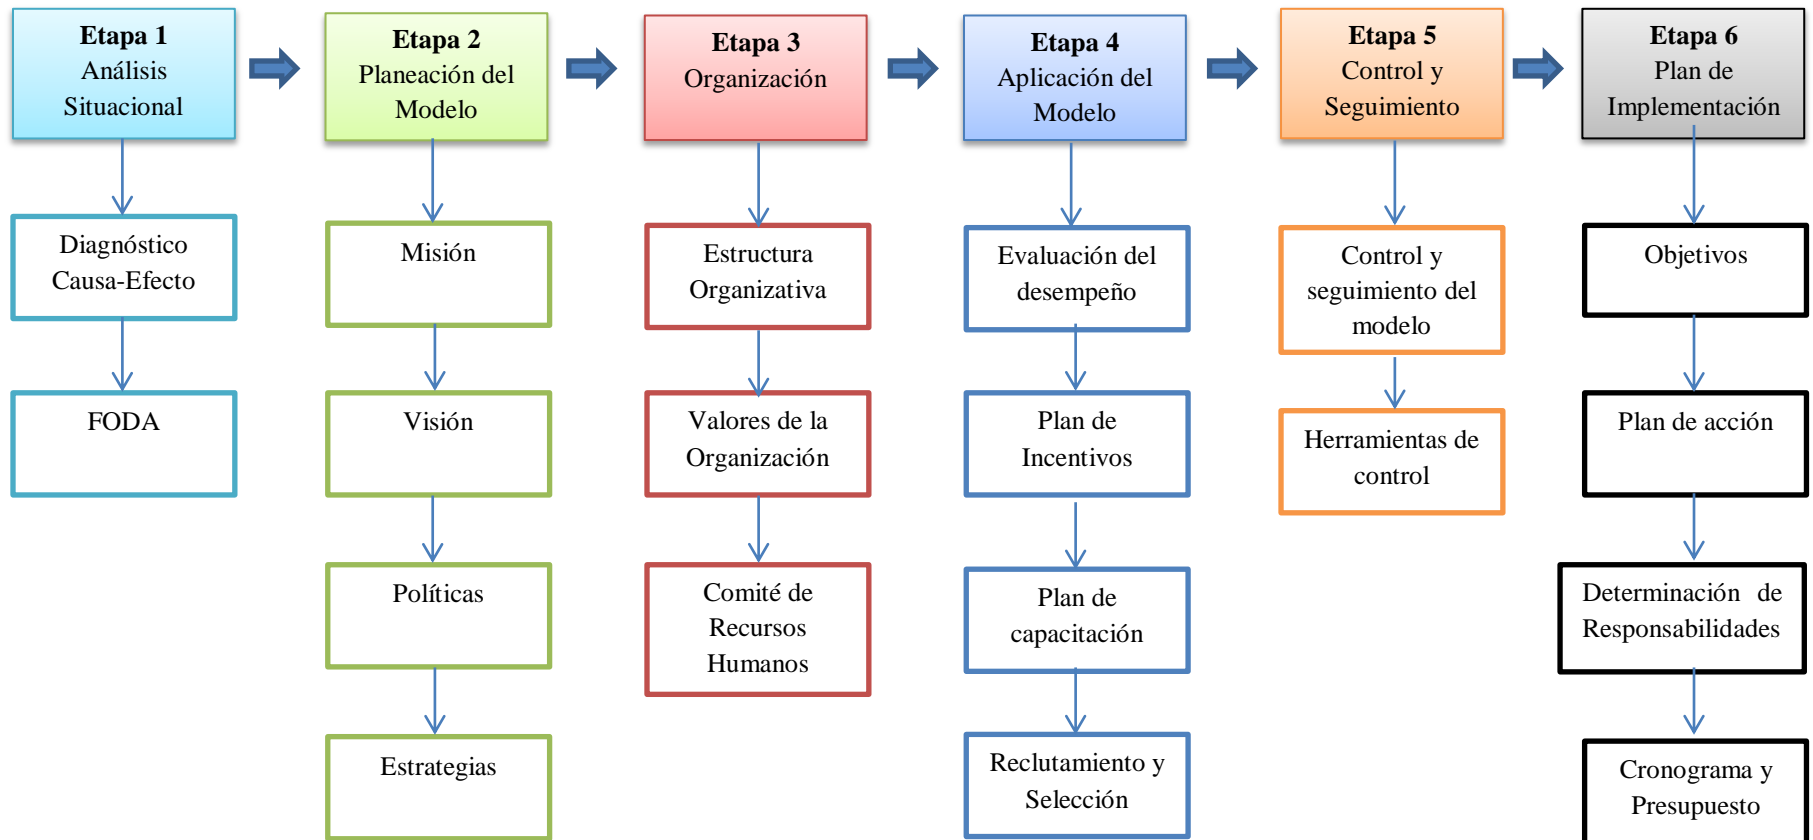 Etapa 1
Análisis
Situacional
Etapa 2
Planeación del
Modelo
Etapa 3
Organización
Etapa 4
Aplicación del
Modelo
Etapa 5
Control y
Seguimiento
Etapa 6
Plan de
Implementación
Diagnóstico
Causa-Efecto
FODA
Misión
Visión
Políticas
Estrategias
Estructura
Organizativa
Valores de la
Organización
Comité de
Recursos
Humanos
Evaluación del
desempeño
Plan de
Incentivos
Plan de
capacitación
Reclutamiento y
Selección
Control y
seguimiento del
modelo
Herramientas de
control
Objetivos
Plan de acción
Determinación de
Responsabilidades
Cronograma y
Presupuesto